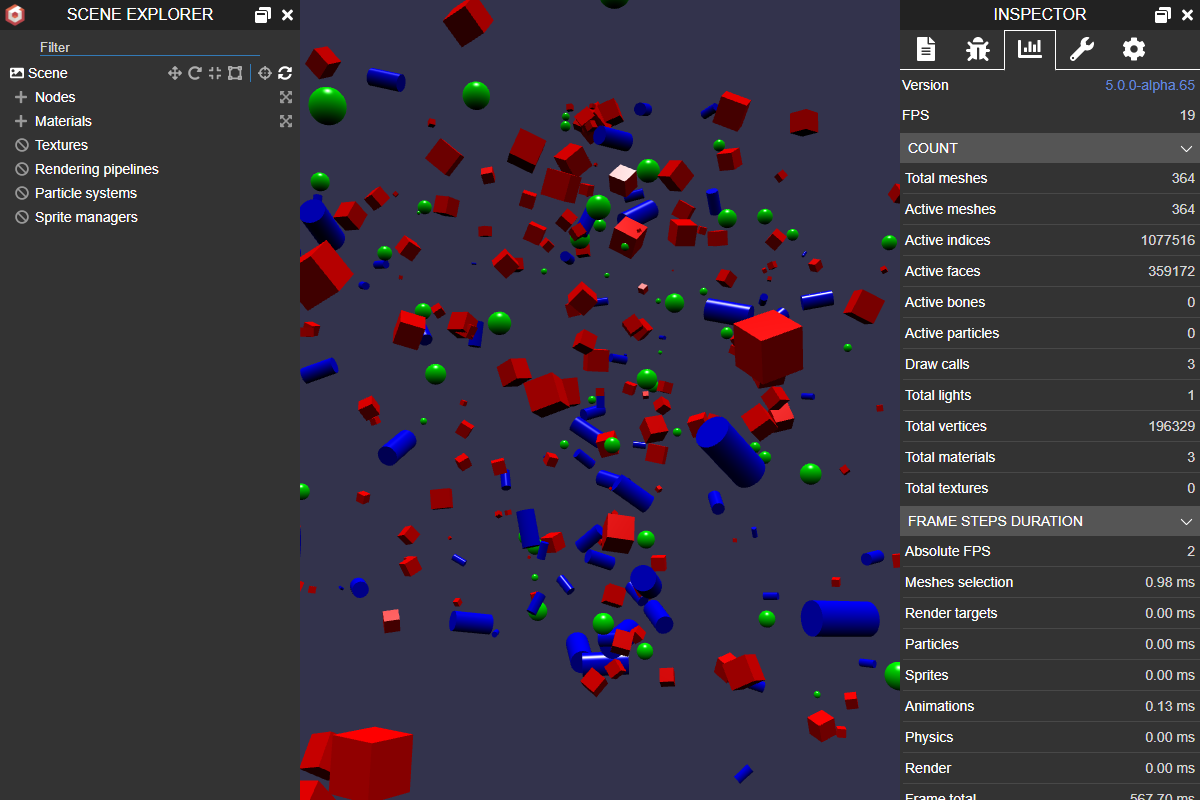 SCENE EXPLORER
Filter
Scene
Nodes
Materials
Textures
Rendering pipelines
Particle systems
Sprite managers
INSPECTOR
Version 5.0.0-alpha.65
FPS 19
COUNT
Total meshes 364
Active meshes 364
Active indices 1077516
Active faces 359172
Active bones 0
Active particles 0
Draw calls 3
Total lights 1
Total vertices 196329
Total materials 3
Total textures 0
FRAME STEPS DURATION
Absolute FPS 2
Meshes selection 0.98 ms
Render targets 0.00 ms
Particles 0.00 ms
Sprites 0.00 ms
Animations 0.13 ms
Physics 0.00 ms
Render 0.00 ms
Frame total 567.70 ms